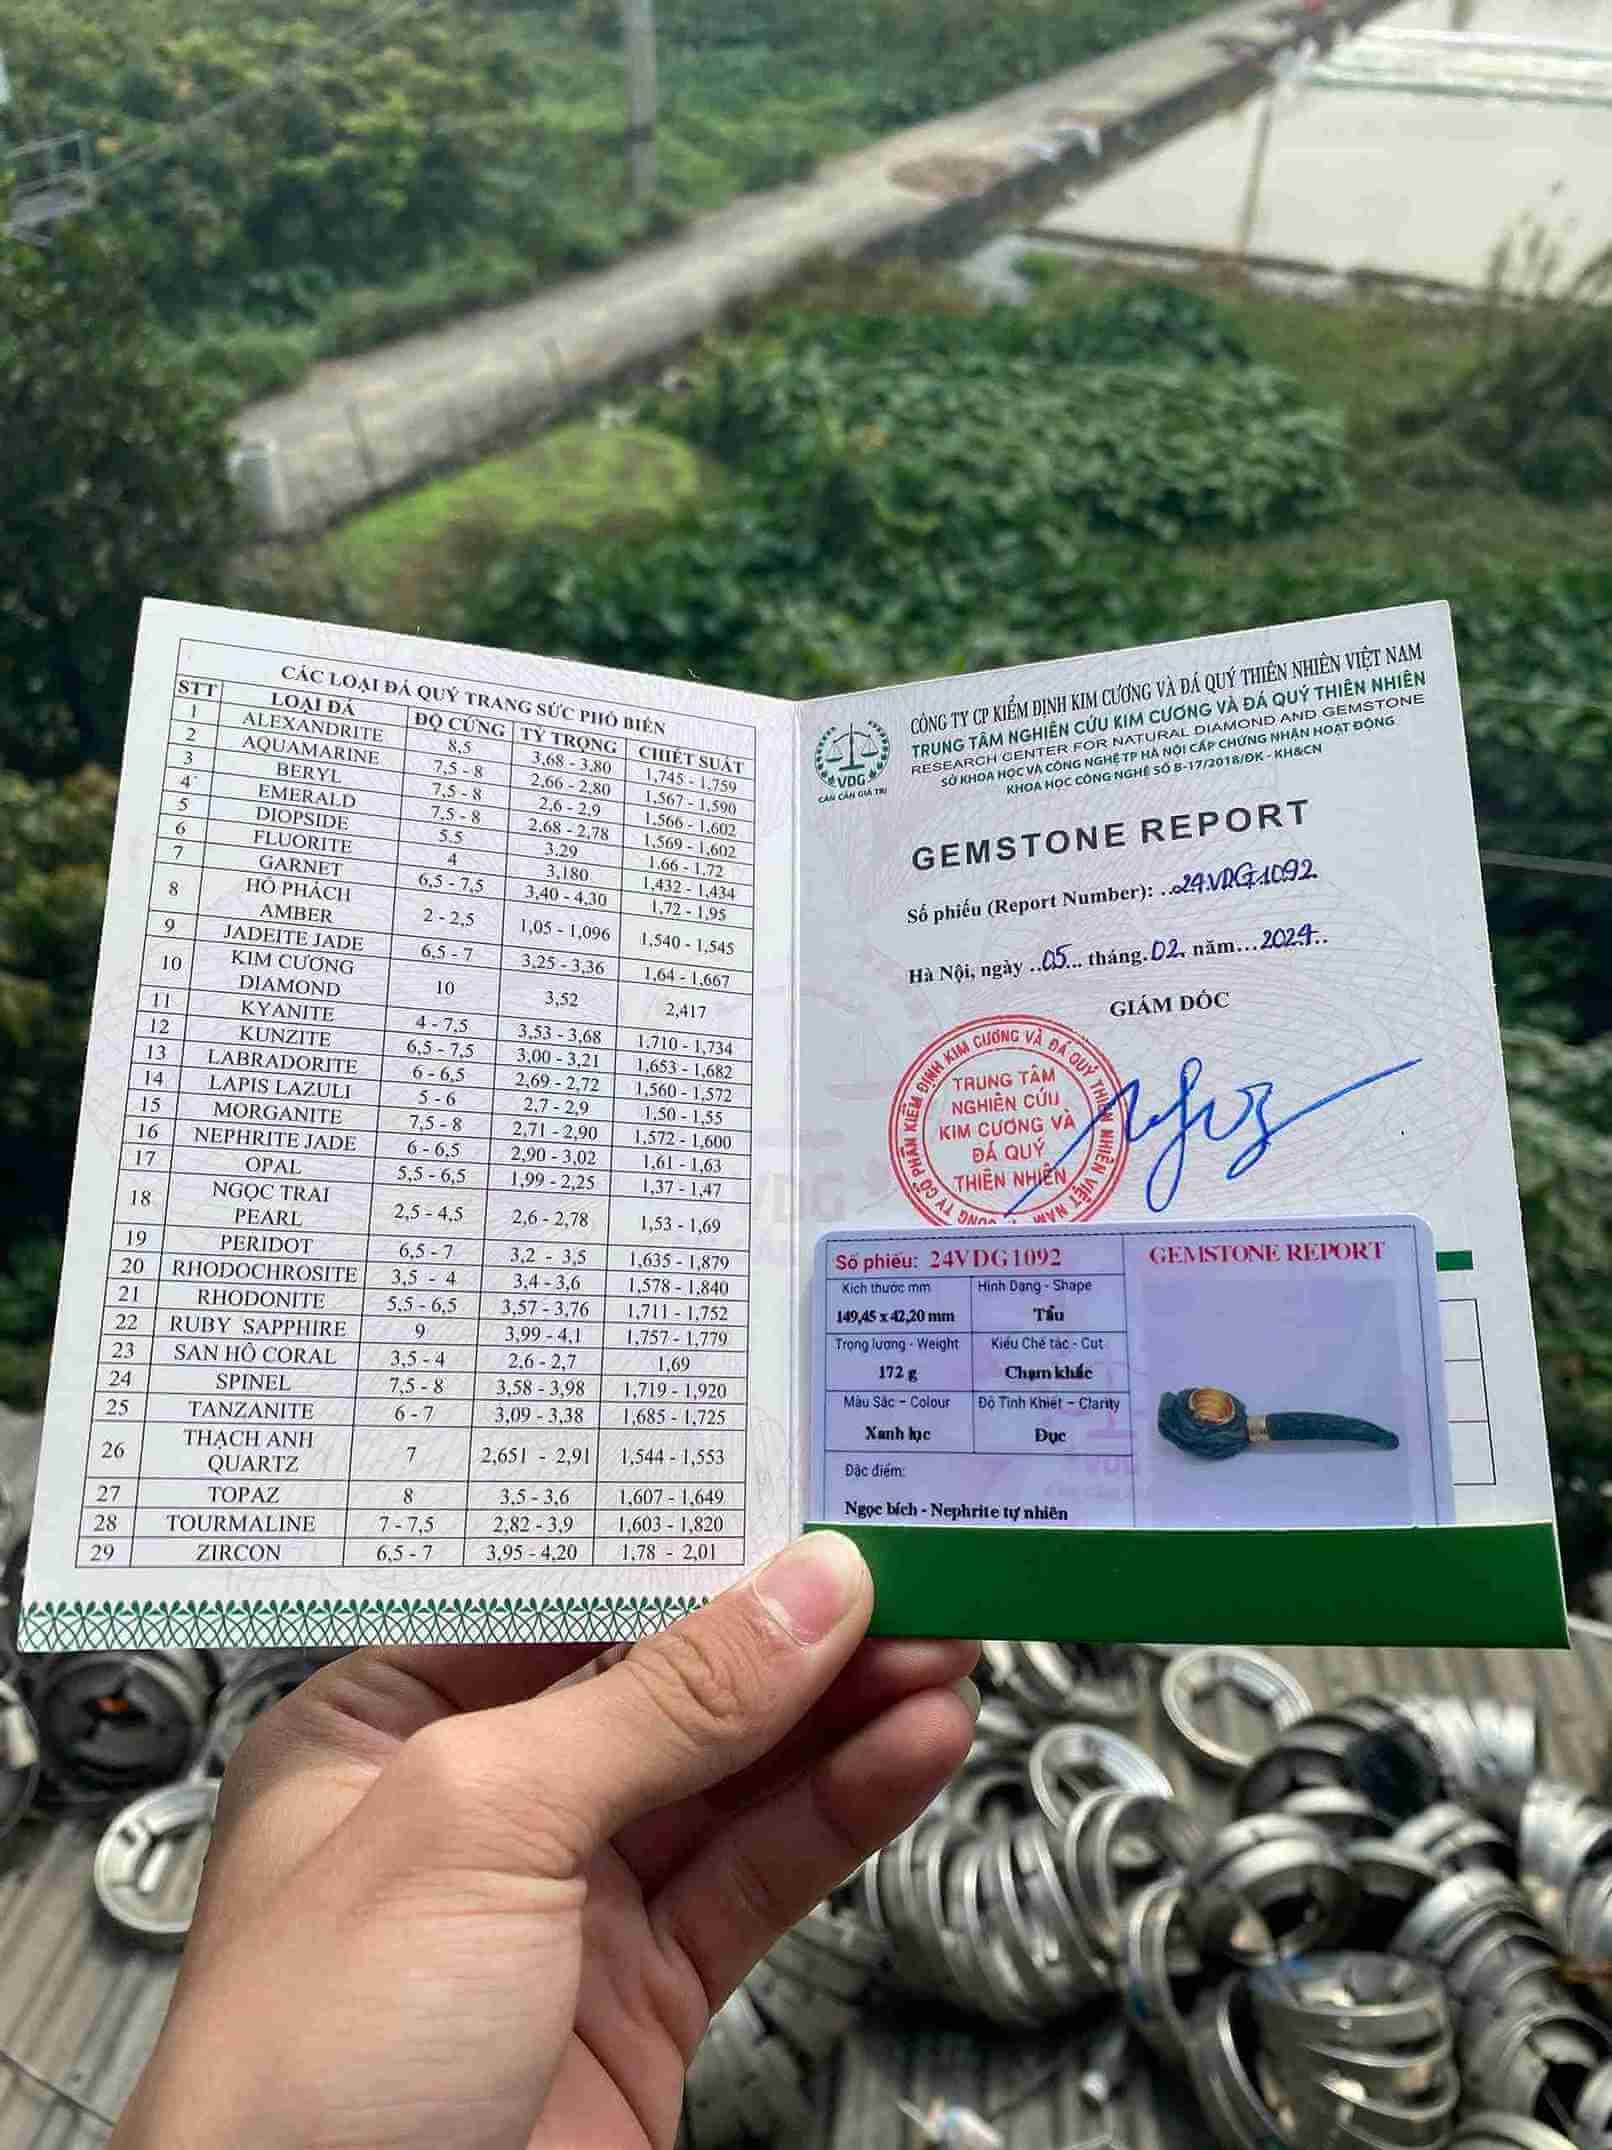 CÁC LOẠI ĐÁ QUÝ TRANG SỨC PHỔ BIẾN
STT LOẠI ĐÁ ĐỘ CỨNG TỶ TRỌNG CHIẾT SUẤT
1 ALEXANDRITE 8,5 3,68 - 3,80 1,745 - 1,759
2 AQUAMARINE 7,5 - 8 2,66 - 2,80 1,567 - 1,590
3 BERYL 7,5 - 8 2,6 - 2,9 1.566 - 1,602
4 EMERALD 7,5 - 8 2.68 - 2,78 1,569 - 1,602
5 DIOPSIDE 5.5 3.29 1.66 - 1.72
6 FLUORITE 4 3,180 1,432 - 1,434
7 GARNET 6,5 - 7,5 3,40 - 4,30 1,72 - 1,95
8 HỔ PHÁCH
AMBER 2 - 2,5 1,05 - 1,096 1,540 - 1,545
9 JADEITE JADE 6,5 - 7 3,25 - 3,36 1,64 - 1,667
10 KIM CƯƠNG
DIAMOND 10 3,52 2,417
11 KYANITE 4 - 7,5 3,53 - 3,68 1,710 - 1,734
12 KUNZITE 6,5 - 7,5 3,00 - 3,21 1,653 - 1,682
13 LABRADORITE 6 - 6,5 2,69 - 2,72 1,560 - 1,572
14 LAPIS LAZULI 5 - 6 2,7 - 2,9 1.50 - 1.55
15 MORGANITE 7,5 - 8 2,71 - 2,90 1,572 - 1,600
16 NEPHRITE JADE 6 - 6,5 2,90 - 3,02 1,61 - 1,63
17 OPAL 5,5 - 6,5 1,99 - 2,25 1,37 - 1,47
18 NGỌC TRAI
PEARL 2,5 - 4,5 2,6 - 2,78 1,53 - 1,69
19 PERIDOT 6,5 - 7 3,2 - 3,5 1,635 - 1,879
20 RHODOCHROSITE 3,5 - 4 3,4 - 3,6 1,578 - 1,840
21 RHODONITE 5,5 - 6,5 3,57 - 3,76 1,711 - 1,752
22 RUBY SAPPHIRE 9 3,99 - 4,1 1,757 - 1,779
23 SAN HÔ CORAL 3,5 - 4 2,6 - 2,7 1,69
24 SPINEL 7,5 - 8 3,58 - 3,98 1,719 - 1,920
25 TANZANITE 6 - 7 3,09 - 3,38 1,685 - 1,725
26 THẠCH ANH
QUARTZ 7 2,651 - 2,91 1,544 - 1,553
27 TOPAZ 8 3,5 - 3,6 1,607 - 1,649
28 TOURMALINE 7 - 7,5 2,82 - 3,9 1,603 - 1,820
29 ZIRCON 6,5 - 7 3,95 - 4,20 1,78 - 2,01
VDG
CÁN CÂN GIÁ TRỊ
CÔNG TY CP KIỂM ĐỊNH KIM CƯƠNG VÀ ĐÁ QUÝ THIÊN NHIÊN VIỆT NAM
TRUNG TÂM NGHIÊN CỨU KIM CƯƠNG VÀ ĐÁ QUÝ THIÊN NHIÊN
RESEARCH CENTER FOR NATURAL DIAMOND AND GEMSTONE
SỞ KHOA HỌC VÀ CÔNG NGHỆ TP HÀ NỘI CẤP CHỨNG NHẬN HOẠT ĐỘNG
KHOA HỌC CÔNG NGHỆ SỐ B-17/2018/ĐK - KH&CN
GEMSTONE REPORT
Số phiếu (Report Number): 24VDG1092
Hà Nội, ngày 05 tháng 02 năm 2024
GIÁM ĐỐC
CỔ PHẦN KIỂM ĐỊNH KIM CƯƠNG VÀ ĐÁ QUÝ THIÊN NHIÊN VIỆT NAM
TRUNG TÂM
NGHIÊN CỨU
KIM CƯƠNG VÀ
ĐÁ QUÝ
THIÊN NHIÊN
Số phiếu: 24VDG1092 GEMSTONE REPORT
Kích thước mm Hình Dạng - Shape
149,45 x 42,20 mm Tẩu
Trọng lượng - Weight Kiểu Chế tác - Cut
172 g Chạm khắc
Màu Sắc - Colour Độ Tinh Khiết - Clarity
Xanh lục Đục
Đặc điểm:
Ngọc bích - Nephrite tự nhiên